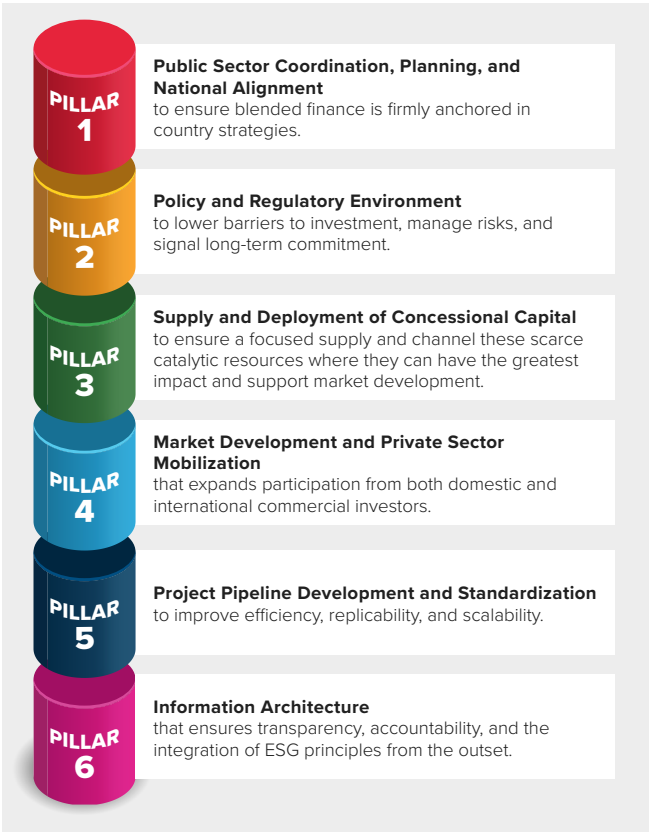 PILLAR
1
Public Sector Coordination, Planning, and
National Alignment
to ensure blended finance is firmly anchored in
country strategies.
PILLAR
2
Policy and Regulatory Environment
to lower barriers to investment, manage risks, and
signal long-term commitment.
PILLAR
3
Supply and Deployment of Concessional Capital
to ensure a focused supply and channel these scarce
catalytic resources where they can have the greatest
impact and support market development.
PILLAR
4
Market Development and Private Sector
Mobilization
that expands participation from both domestic and
international commercial investors.
PILLAR
5
Project Pipeline Development and Standardization
to improve efficiency, replicability, and scalability.
PILLAR
6
Information Architecture
that ensures transparency, accountability, and the
integration of ESG principles from the outset.